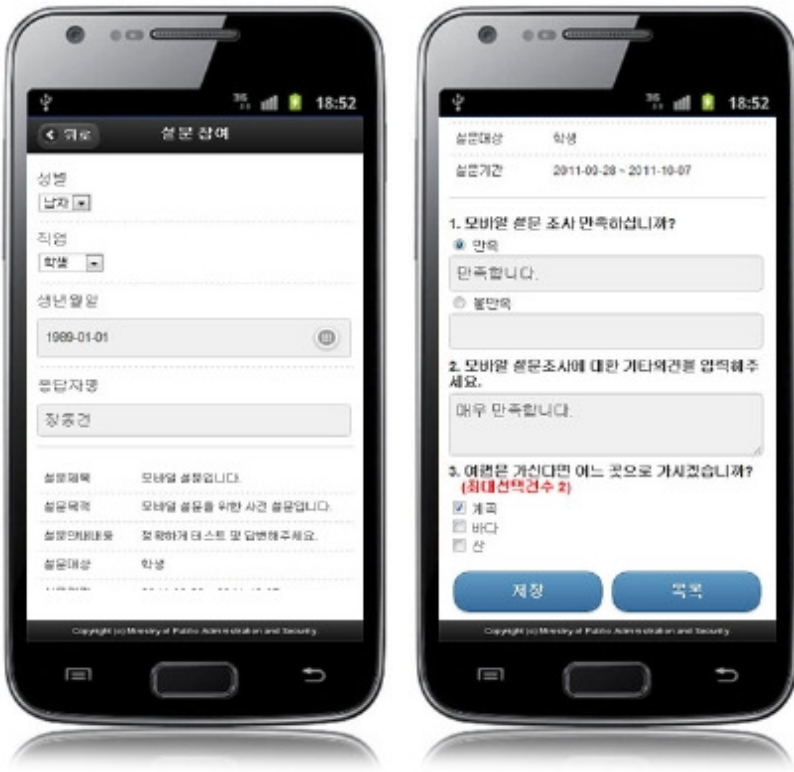 3G
18:52
뒤로
설문 참여
성별
남자
직업
학생
생년월일
1989-01-01
응답자명
장동건
설문제목 모바일 설문입니다.
설문목적 모바일 설문을 위한 사전 설문입니다.
설문안내내용 정확하게 테스트 및 답변해주세요.
설문대상 학생
Copyright (c) Ministry of Public Administration and Security.
3G
18:52
설문대상 학생
설문기간 2011-09-28 ~ 2011-10-07
1. 모바일 설문 조사 만족하십니까?
만족
만족합니다.
불만족
2. 모바일 설문조사에 대한 기타의견을 입력해주
세요.
매우 만족합니다.
3. 여행을 가신다면 어느 곳으로 가시겠습니까?
(최대선택건수 2)
계곡
바다
산
저장
목록
Copyright (c) Ministry of Public Administration and Security.